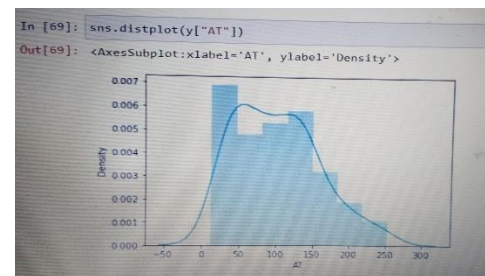 In [69]: sns.distplot(y["AT"])
Out[69]: <AxesSubplot:xlabel='AT', ylabel='Density'>
0.007
0.006
0.005
0.004
0.003
0.002
0.001
0.000
Density
-50 0 50 100 150 200 250 300
AT